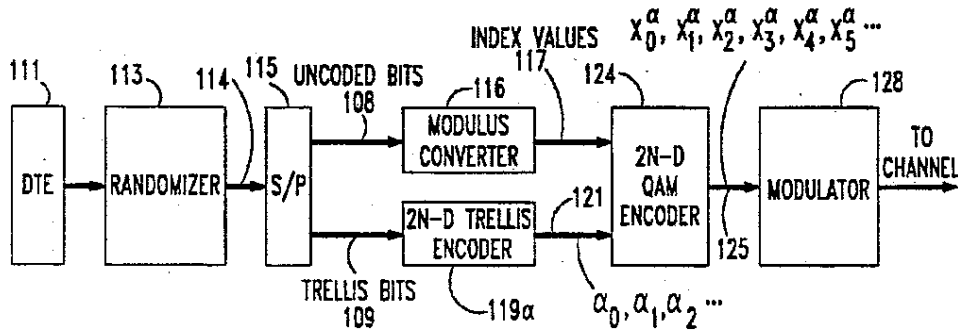 X₀^α, X₁^α, X₂^α, X₃^α, X₄^α, X₅^α ...
INDEX VALUES
117
111
113
114
115
UNCODED BITS
108
116
124
128
DTE
RANDOMIZER
S/P
MODULUS
CONVERTER
2N-D
QAM
ENCODER
MODULATOR
TO
CHANNEL
2N-D TRELLIS
ENCODER
121
125
TRELLIS BITS
109
119α
α₀, α₁, α₂ ...